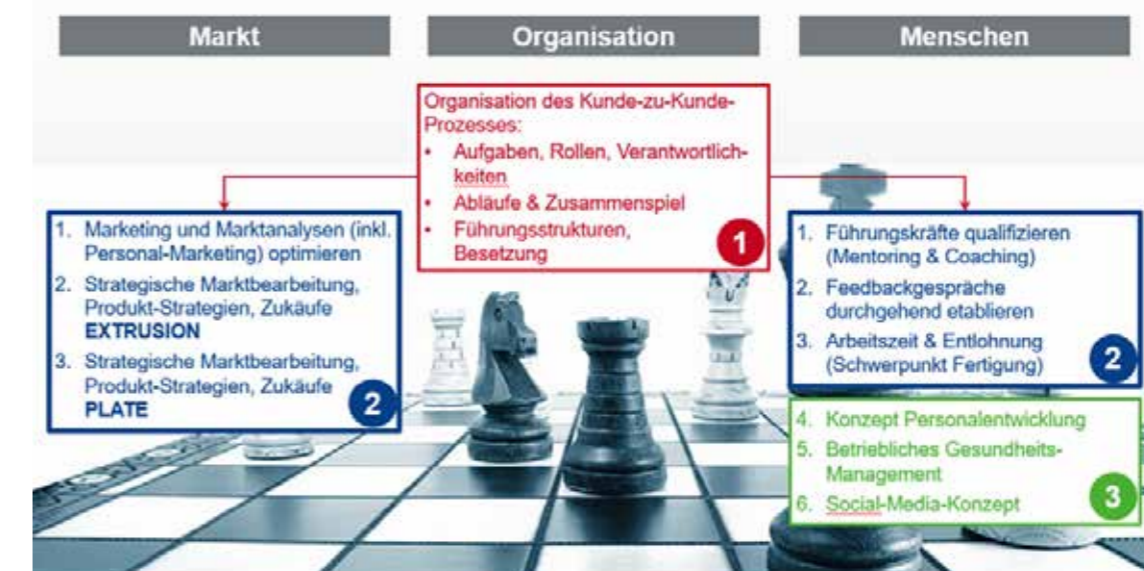 Markt
Organisation
Menschen
Organisation des Kunde-zu-Kunde-
Prozesses:
• Aufgaben, Rollen, Verantwortlich-
keiten
• Abläufe & Zusammenspiel
• Führungsstrukturen,
Besetzung
1
1. Marketing und Marktanalysen (inkl.
Personal-Marketing) optimieren
2. Strategische Marktbearbeitung,
Produkt-Strategien, Zukäufe
EXTRUSION
3. Strategische Marktbearbeitung,
Produkt-Strategien, Zukäufe
PLATE
2
1. Führungskräfte qualifizieren
(Mentoring & Coaching)
2. Feedbackgespräche
durchgehend etablieren
3. Arbeitszeit & Entlohnung
(Schwerpunkt Fertigung)
2
4. Konzept Personalentwicklung
5. Betriebliches Gesundheits-
Management
6. Social-Media-Konzept
3